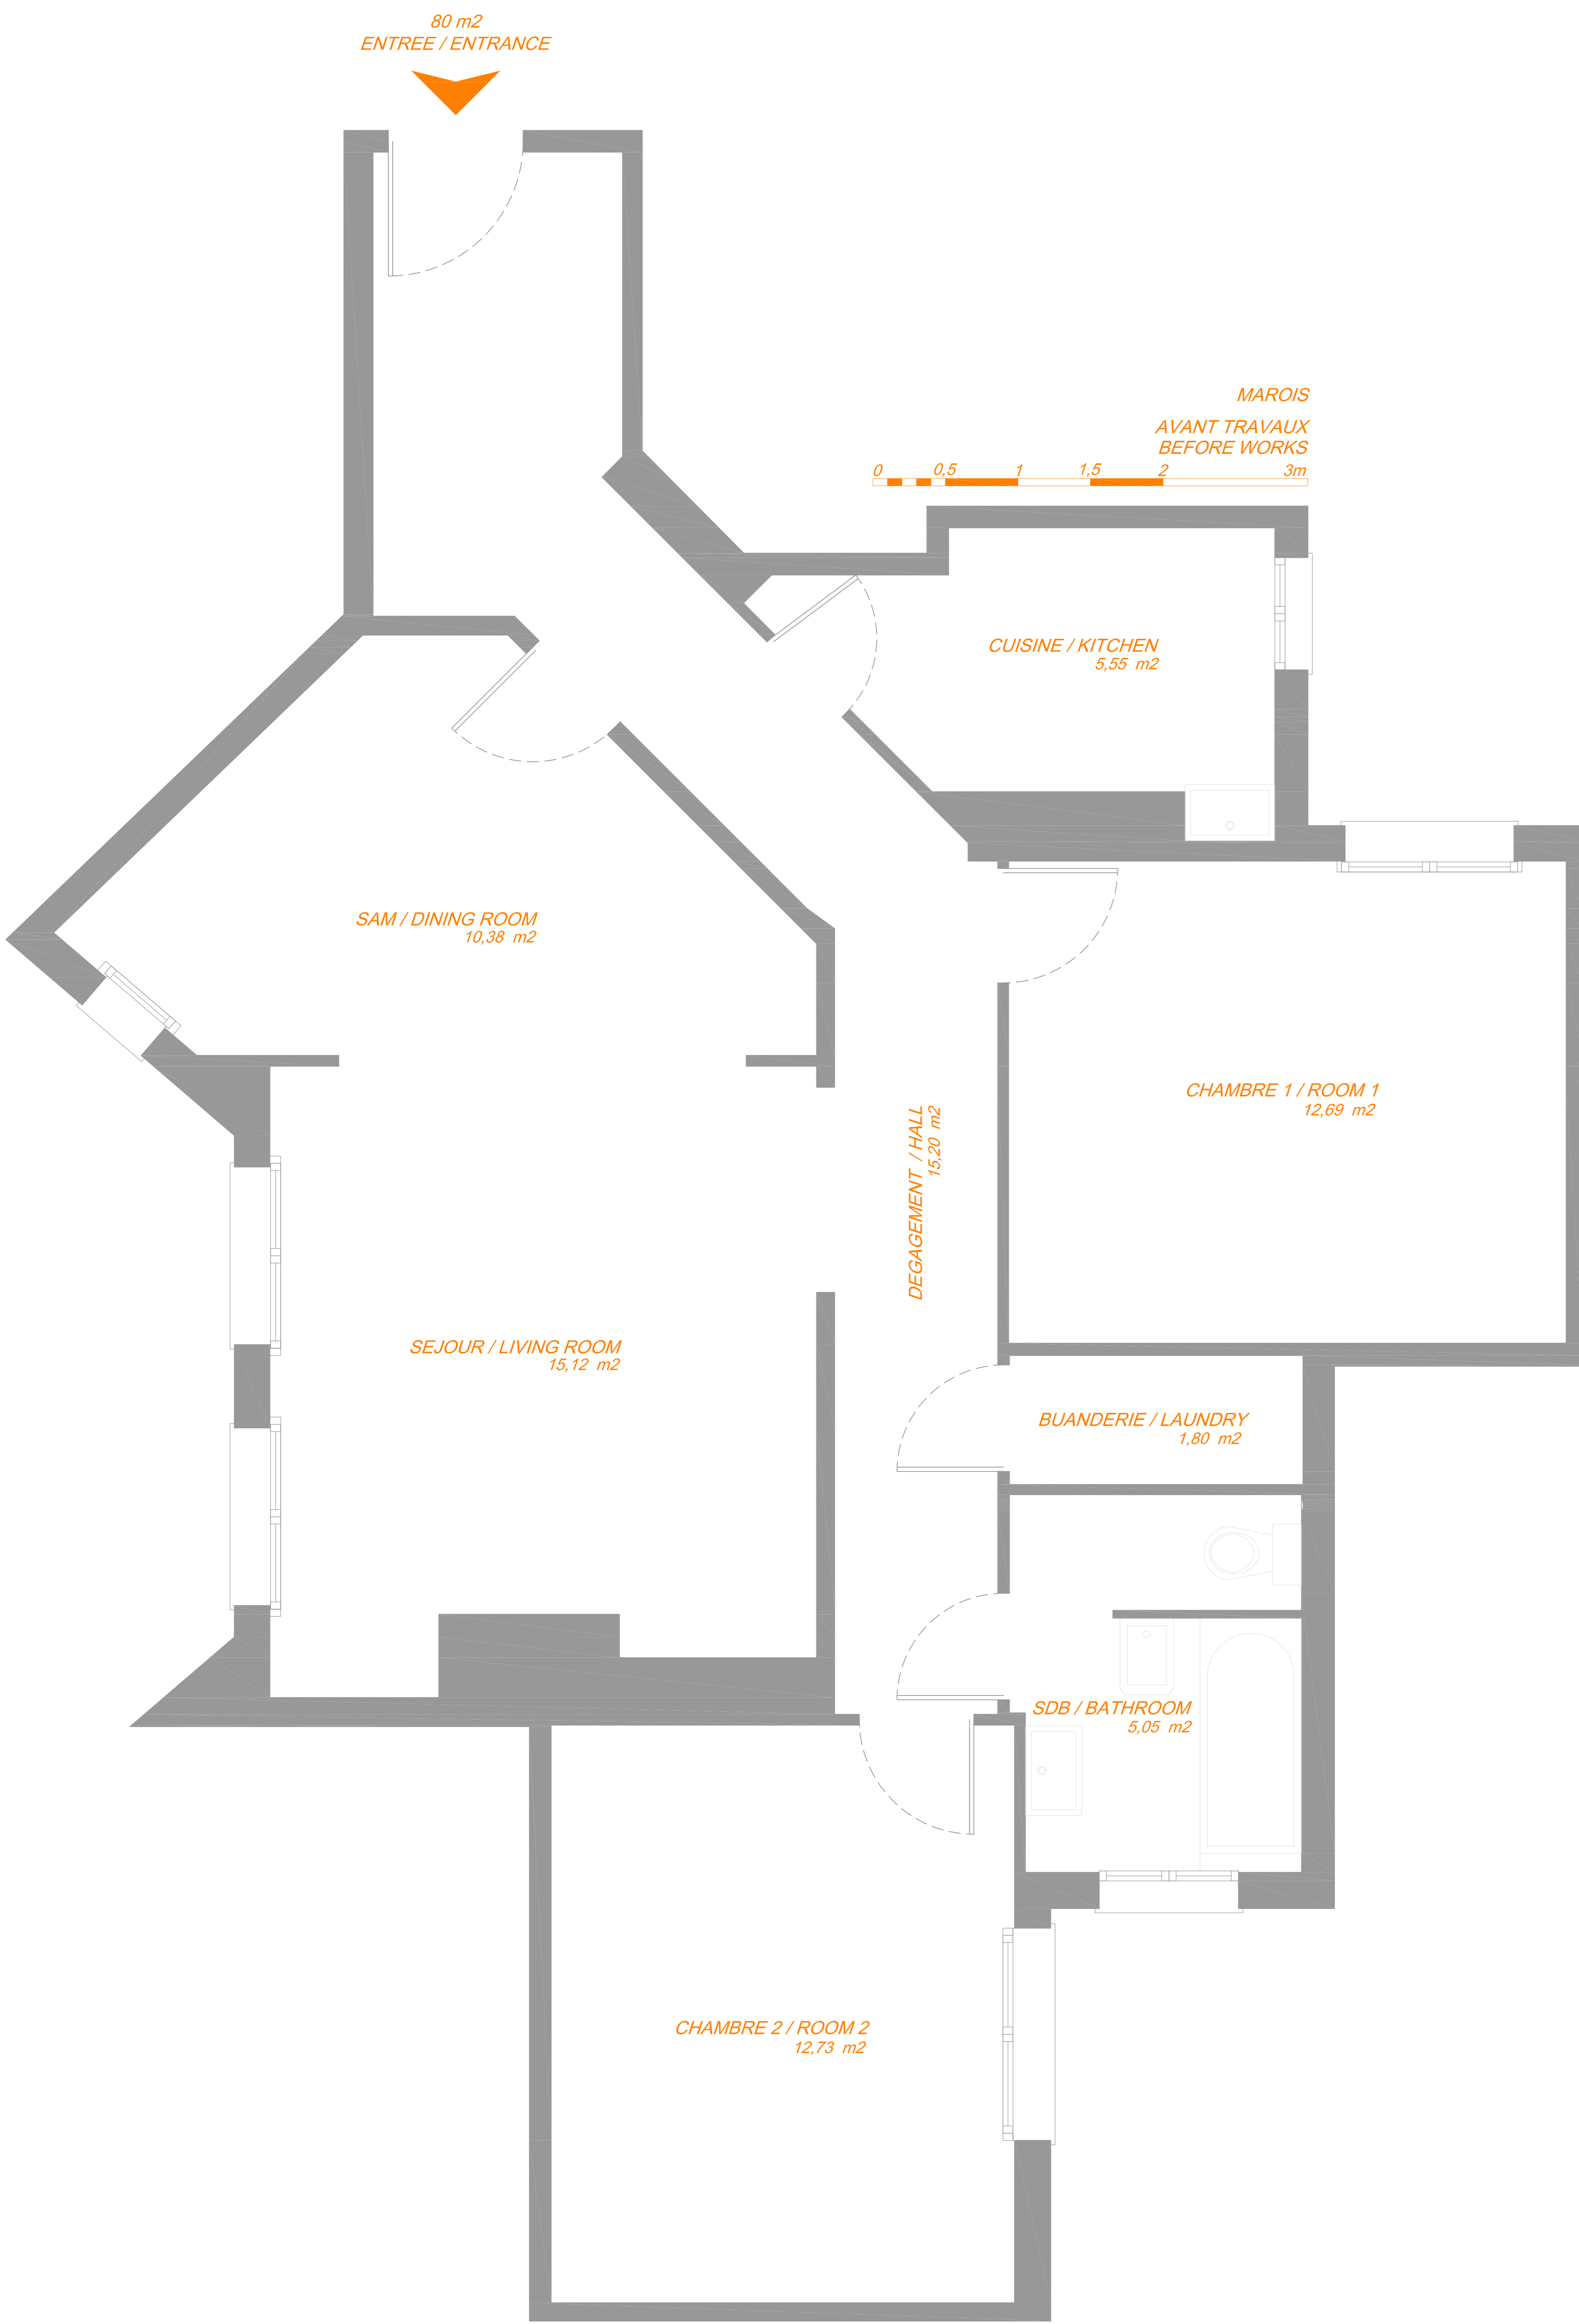 80 m2
ENTREE / ENTRANCE
MAROIS
AVANT TRAVAUX
BEFORE WORKS
0 0,5 1 1,5 2 3m
CUISINE / KITCHEN
5,55 m2
SAM / DINING ROOM
10,38 m2
CHAMBRE 1 / ROOM 1
12,69 m2
DEGAGEMENT / HALL
15,20 m2
SEJOUR / LIVING ROOM
15,12 m2
BUANDERIE / LAUNDRY
1,80 m2
SDB / BATHROOM
5,05 m2
CHAMBRE 2 / ROOM 2
12,73 m2